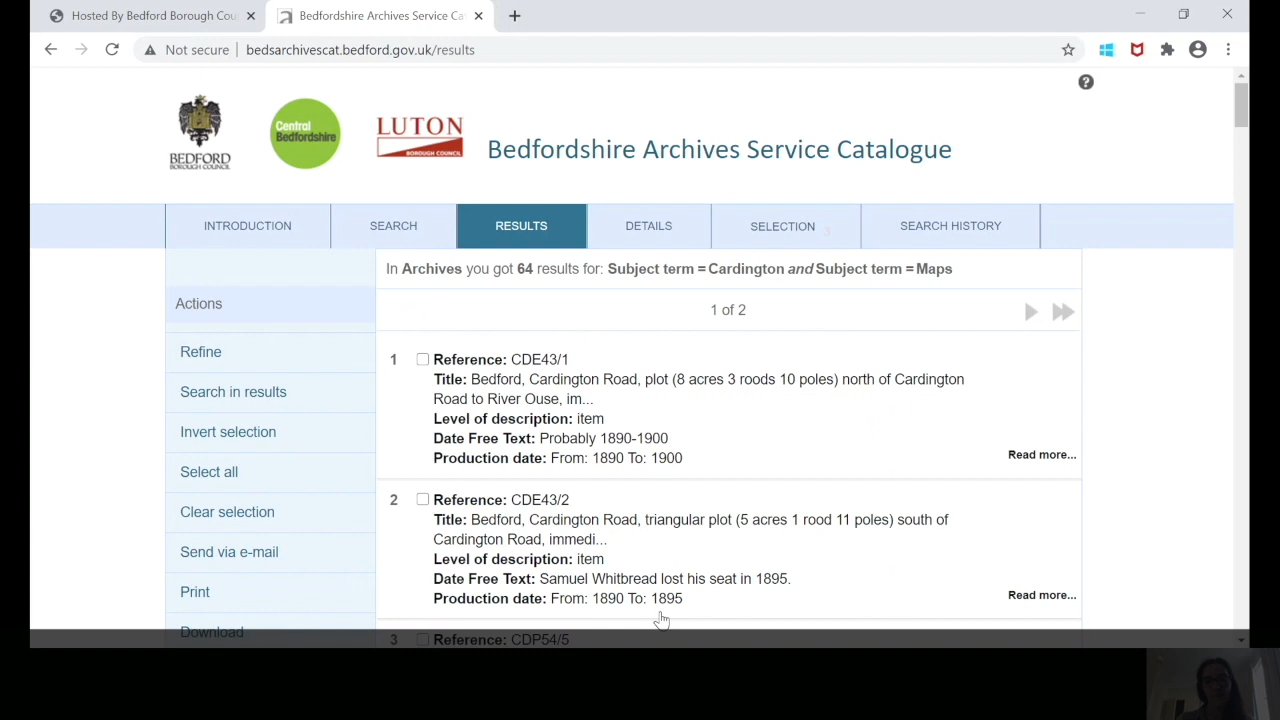 Hosted By Bedford Borough Cou
Bedfordshire Archives Service Ca
Not secure
bedsarchivescat.bedford.gov.uk/results
BEDFORD
BOROUGH COUNCIL
Central
Bedfordshire
LUTON
BOROUGH COUNCIL
Bedfordshire Archives Service Catalogue
INTRODUCTION
SEARCH
RESULTS
DETAILS
SELECTION 3
SEARCH HISTORY
In Archives you got 64 results for: Subject term = Cardington and Subject term = Maps
Actions
1 of 2
Refine
Search in results
Invert selection
Select all
Clear selection
Send via e-mail
Print
Download
1 Reference: CDE43/1
Title: Bedford, Cardington Road, plot (8 acres 3 roods 10 poles) north of Cardington
Road to River Ouse, im...
Level of description: item
Date Free Text: Probably 1890-1900
Production date: From: 1890 To: 1900
Read more...
2 Reference: CDE43/2
Title: Bedford, Cardington Road, triangular plot (5 acres 1 rood 11 poles) south of
Cardington Road, immedi...
Level of description: item
Date Free Text: Samuel Whitbread lost his seat in 1895.
Production date: From: 1890 To: 1895
Read more...
3 Reference: CDP54/5